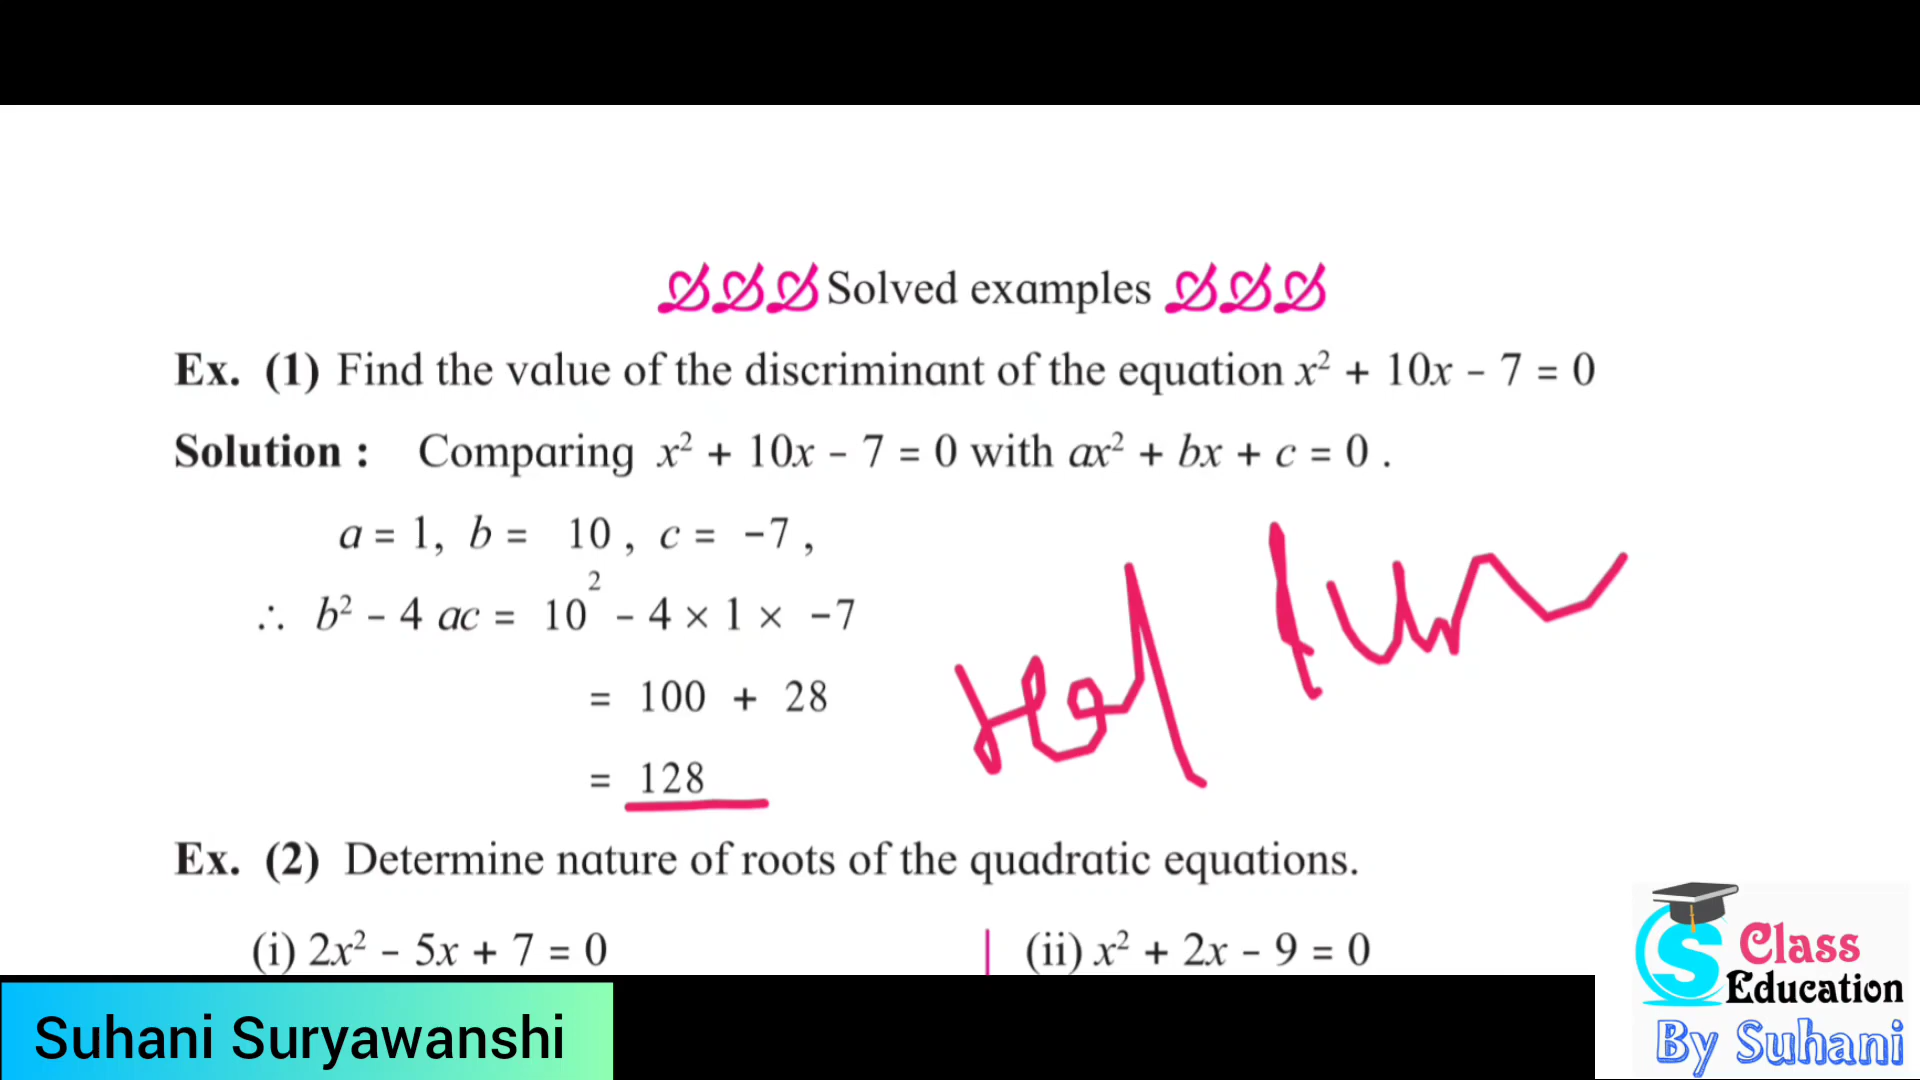 Solved examples
Ex. (1) Find the value of the discriminant of the equation x² + 10x - 7 = 0
Solution : Comparing x² + 10x - 7 = 0 with ax² + bx + c = 0 .
a = 1, b = 10 , c = -7 ,
∴ b² - 4 ac = 10² - 4 × 1 × -7
= 100 + 28
= 128
Ex. (2) Determine nature of roots of the quadratic equations.
(i) 2x² - 5x + 7 = 0 (ii) x² + 2x - 9 = 0
Suhani Suryawanshi
S Class
Education
By Suhani